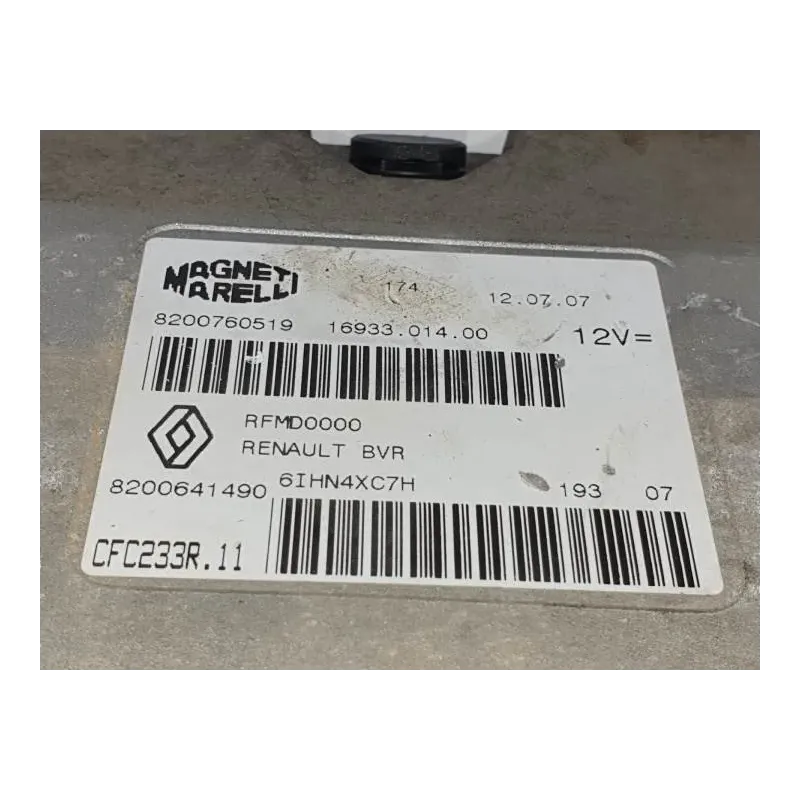 MAGNETI
MARELLI
174
12.07.07
8200760519 16933.014.00 12V=
RFMD0000
RENAULT BVR
8200641490 6IHN4XC7H 193 07
CFC233R.11